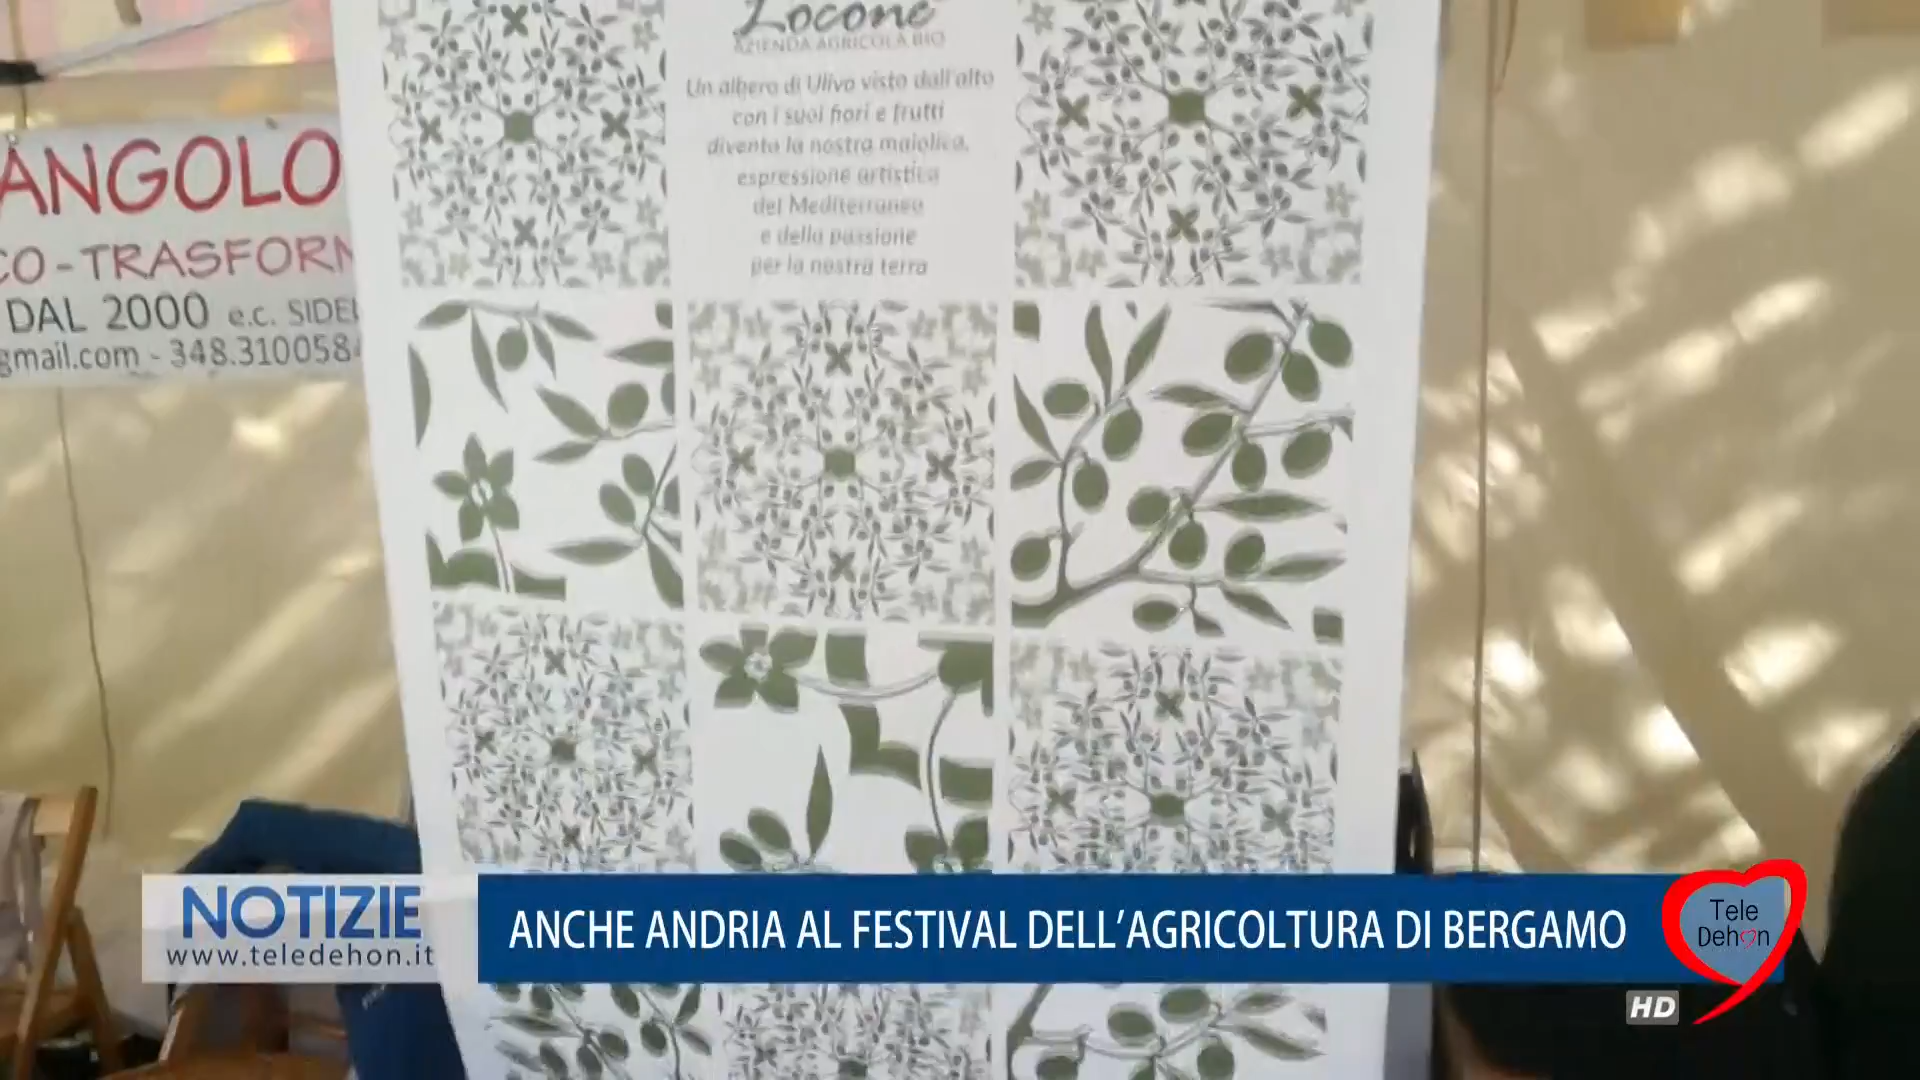 Locone
AZIENDA AGRICOLA BIO
Un albero di Ulivo visto dall'alto
con i suoi fiori e frutti
diventa la nostra maiolica,
espressione artistica
del Mediterraneo
e della passione
per la nostra terra
ANGOLO
CO - TRASFORM
DAL 2000 e.c. SIDE
gmail.com - 348.310058
NOTIZIE
www.teledehon.it
ANCHE ANDRIA AL FESTIVAL DELL'AGRICOLTURA DI BERGAMO
Tele
Dehon
HD